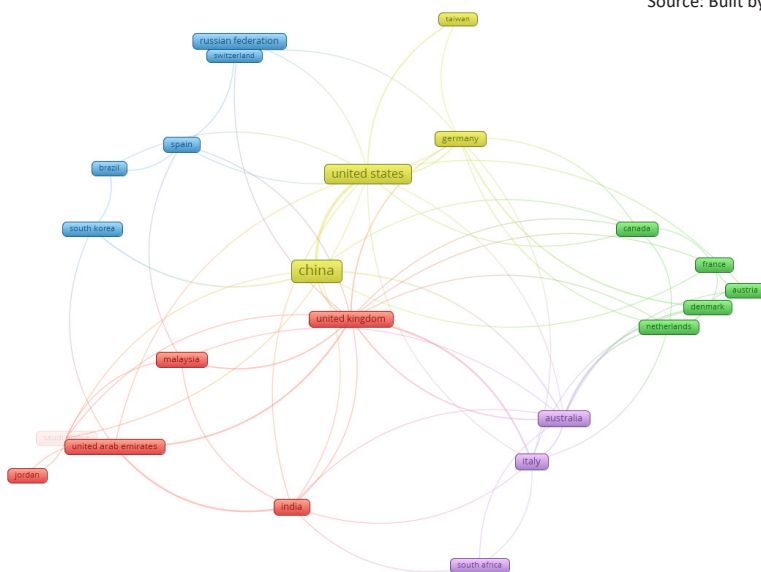 Source: Built by
taiwan
russian federation
switzerland
germany
spain
brazil
united states
south korea
canada
france
china
austria
denmark
united kingdom
netherlands
malaysia
australia
united arab emirates
italy
jordan
india
south africa